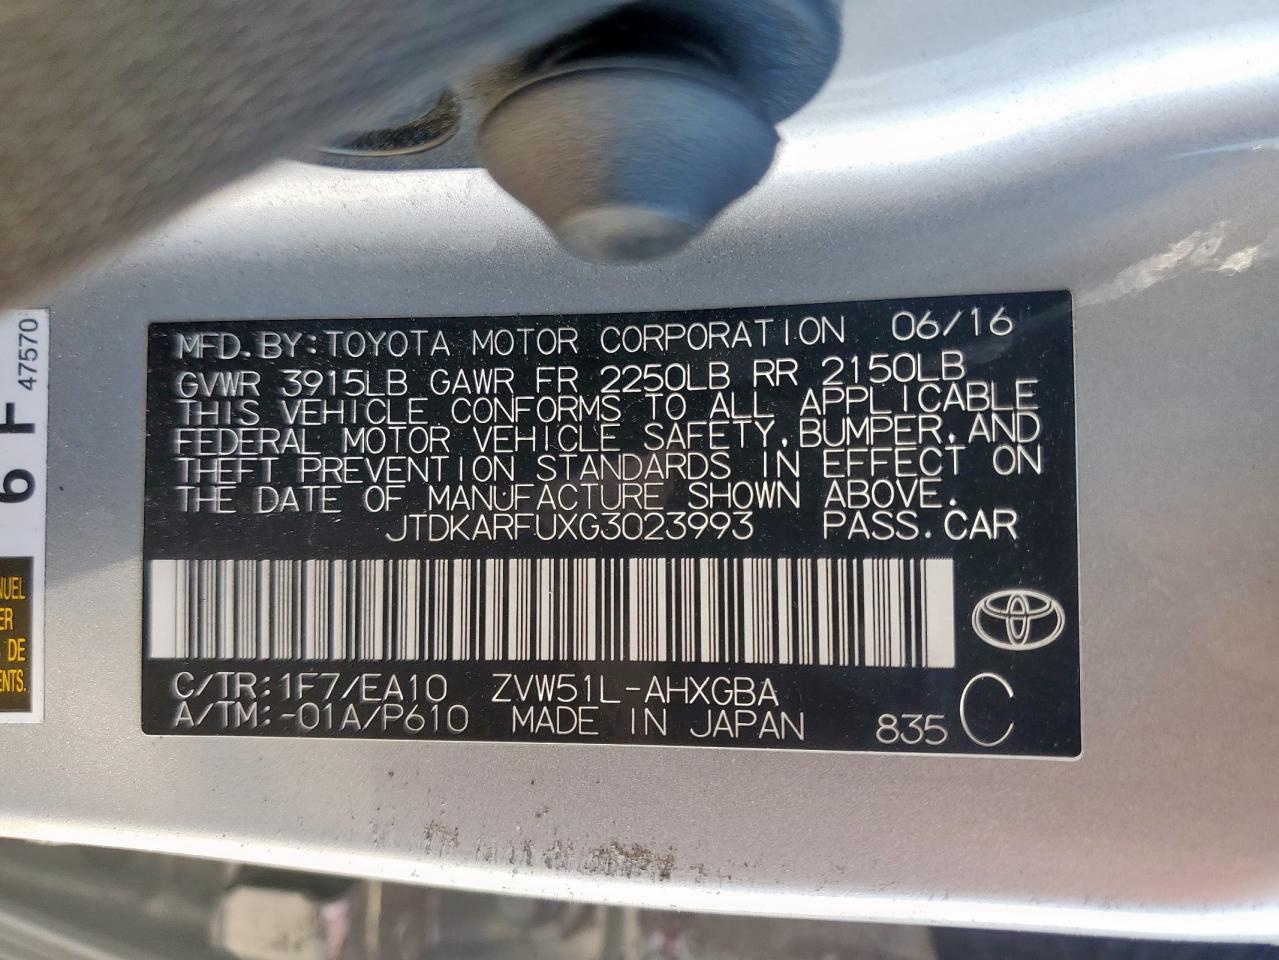 MFD.BY:TOYOTA MOTOR CORPORATION 06/16
GVWR 3915LB GAWR FR 2250LB RR 2150LB
THIS VEHICLE CONFORMS TO ALL APPLICABLE
FEDERAL MOTOR VEHICLE SAFETY,BUMPER,AND
THEFT PREVENTION STANDARDS IN EFFECT ON
THE DATE OF MANUFACTURE SHOWN ABOVE.
JTDKARFUXG3023993 PASS.CAR
C/TR:1F7/EA10 ZVW51L-AHXGBA
A/TM:-01A/P610 MADE IN JAPAN 835 C
6 F 47570
DE